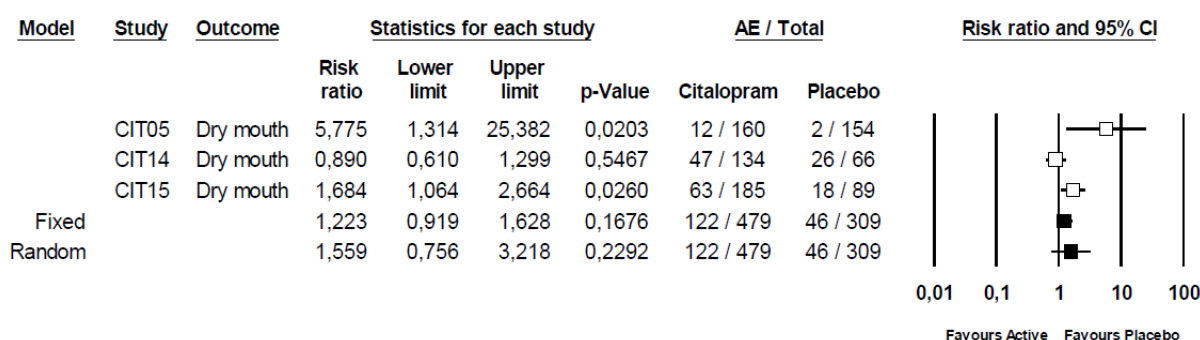 Model Study Outcome Statistics for each study AE / Total Risk ratio and 95% CI
Risk ratio Lower limit Upper limit p-Value Citalopram Placebo
CIT05 Dry mouth 5,775 1,314 25,382 0,0203 12 / 160 2 / 154
CIT14 Dry mouth 0,890 0,610 1,299 0,5467 47 / 134 26 / 66
CIT15 Dry mouth 1,684 1,064 2,664 0,0260 63 / 185 18 / 89
Fixed 1,223 0,919 1,628 0,1676 122 / 479 46 / 309
Random 1,559 0,756 3,218 0,2292 122 / 479 46 / 309
0,01 0,1 1 10 100
Favours Active Favours Placebo